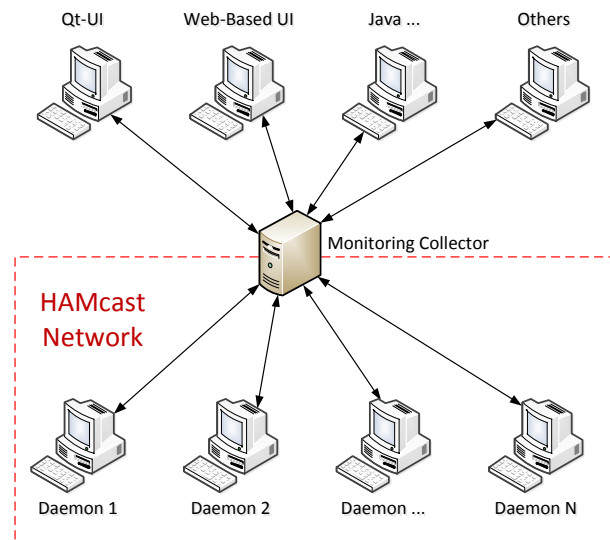 Qt-UI
Web-Based UI
Java ...
Others
Monitoring Collector
HAMcast
Network
Daemon 1
Daemon 2
Daemon ...
Daemon N